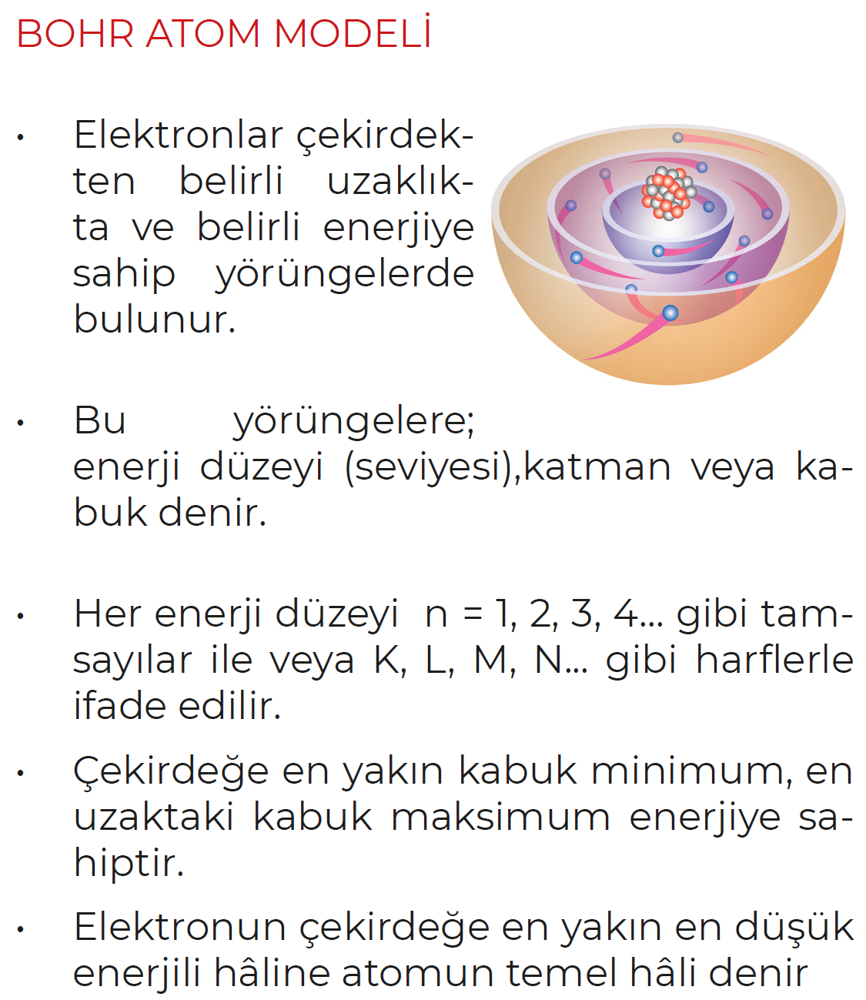 BOHR ATOM MODELİ
• Elektronlar çekirdek-
ten belirli uzaklık-
ta ve belirli enerjiye
sahip yörüngelerde
bulunur.
• Bu yörüngelere;
enerji düzeyi (seviyesi),katman veya ka-
buk denir.
• Her enerji düzeyi n = 1, 2, 3, 4... gibi tam-
sayılar ile veya K, L, M, N... gibi harflerle
ifade edilir.
• Çekirdeğe en yakın kabuk minimum, en
uzaktaki kabuk maksimum enerjiye sa-
hiptir.
• Elektronun çekirdeğe en yakın en düşük
enerjili hâline atomun temel hâli denir